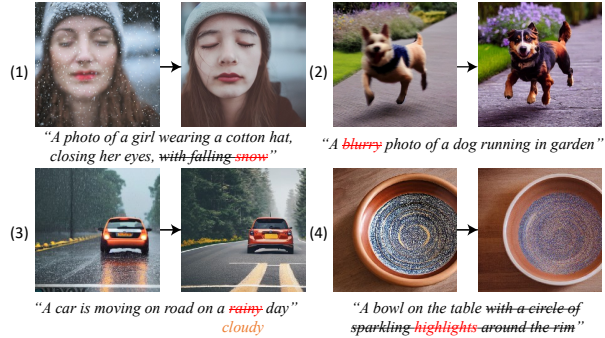 (1)
(2)
"A photo of a girl wearing a cotton hat,
closing her eyes, with falling snow"
"A blurry photo of a dog running in garden"
(3)
(4)
"A car is moving on road on a rainy day"
cloudy
"A bowl on the table with a circle of
sparkling highlights around the rim"